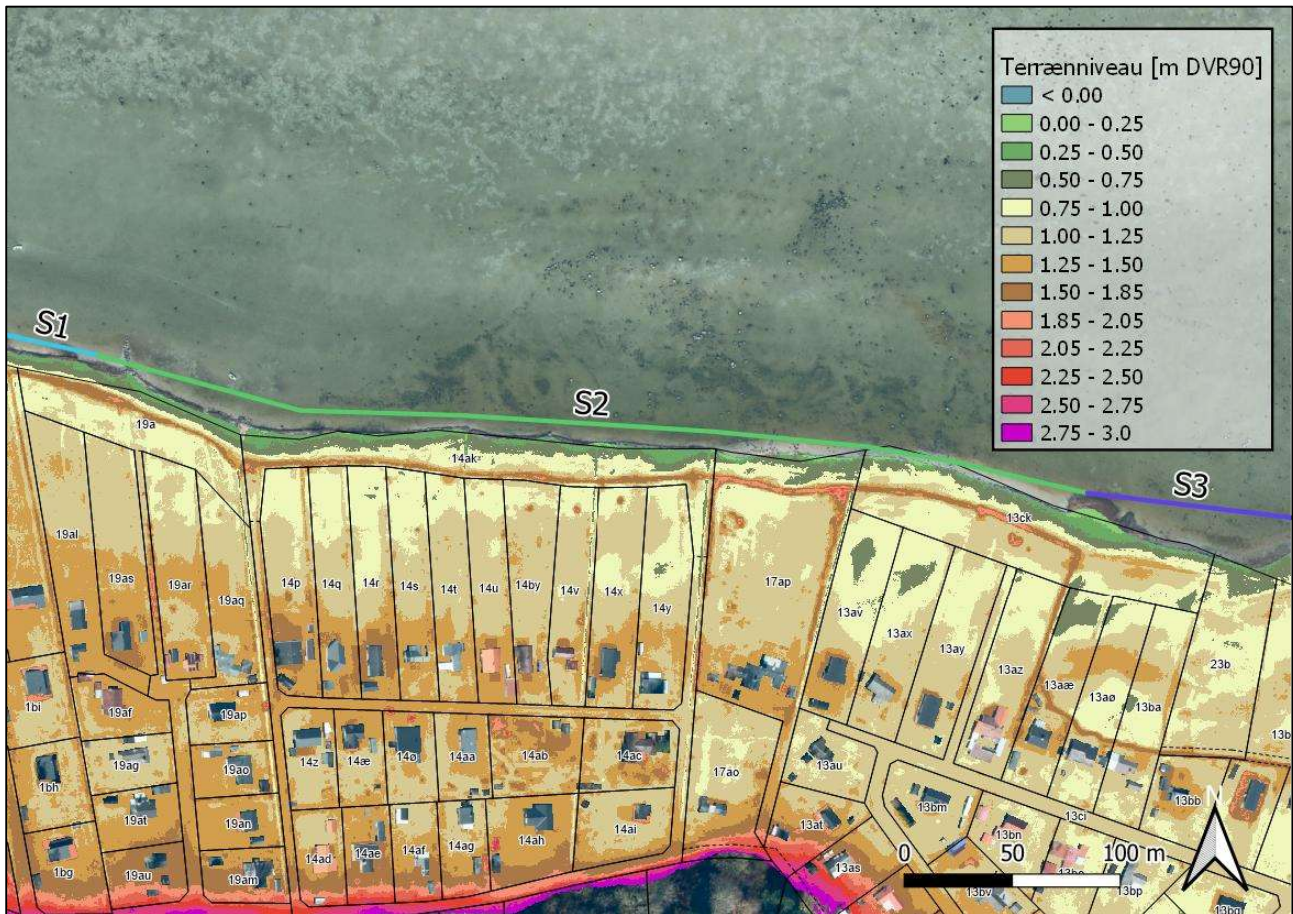 Terrænniveau [m DVR90]
< 0.00
0.00 - 0.25
0.25 - 0.50
0.50 - 0.75
0.75 - 1.00
1.00 - 1.25
1.25 - 1.50
1.50 - 1.85
1.85 - 2.05
2.05 - 2.25
2.25 - 2.50
2.50 - 2.75
2.75 - 3.0
S1
S2
S3
19a
14ak
13ck
19al
19as
19ar
19aq
14p
14q
14r
14s
14t
14u
14by
14v
14x
14y
17ap
13av
13ax
13ay
13az
13aæ
13aø
13ba
23b
13b
1bi
19af
19ap
14z
14æ
14ø
14aa
14ab
14ac
17ao
13au
1bh
19ag
19ao
13bm
13ci
13bb
19at
19an
14ah
14ai
13at
13bn
N
1bg
19au
19am
14ad
14ae
14af
14ag
13as
13bv
13bo
13bp
13bq
0
50
100 m